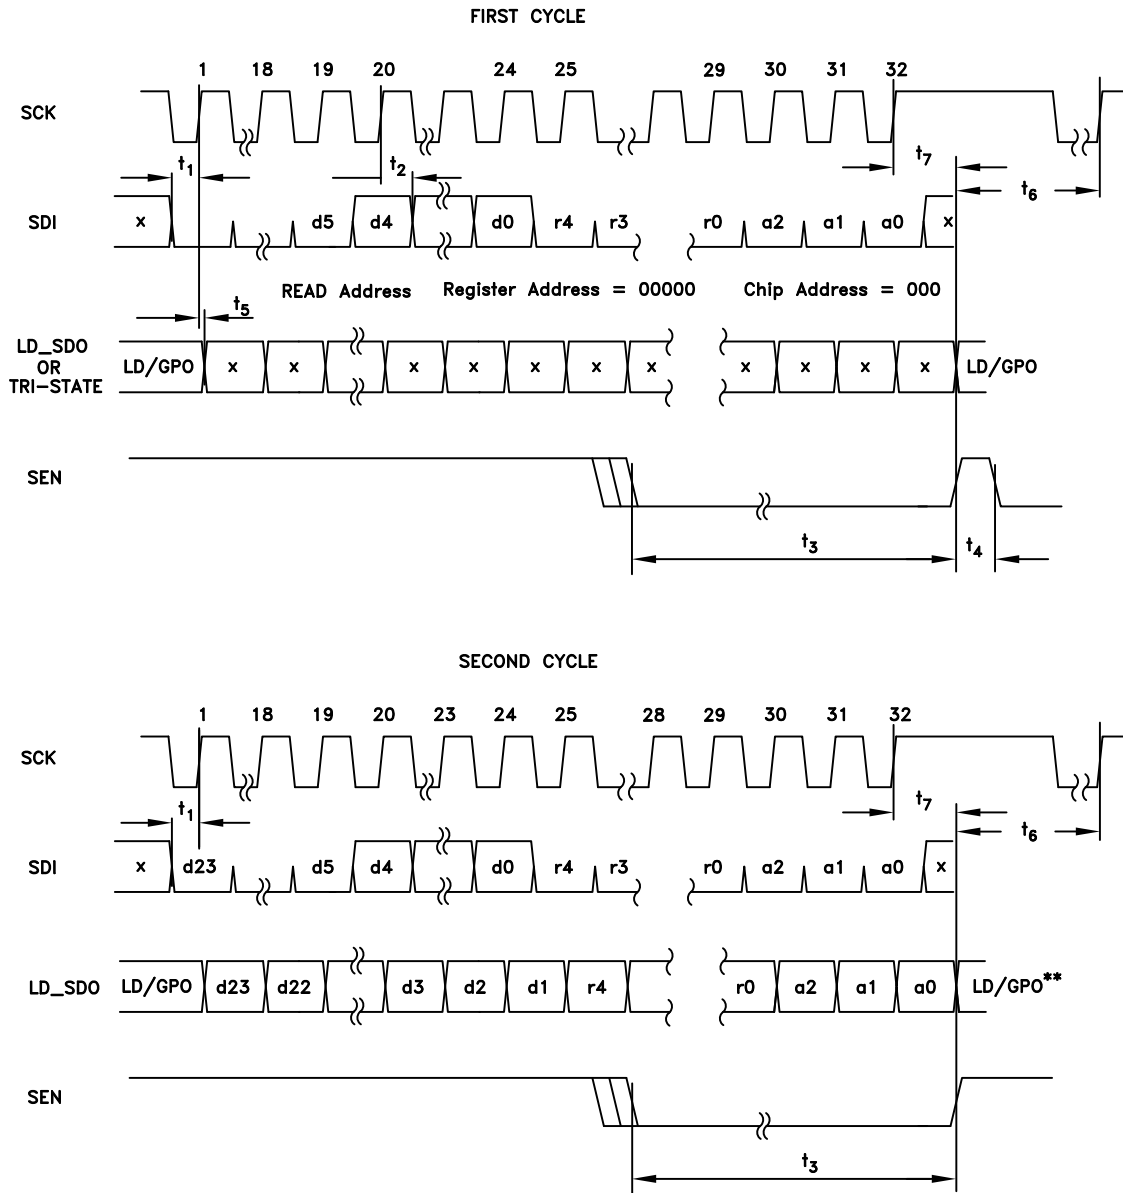 FIRST CYCLE
1 18 19 20 24 25 29 30 31 32
SCK
t1 t2 t7 t6
SDI x d5 d4 d0 r4 r3 r0 a2 a1 a0 x
READ Address Register Address = 00000 Chip Address = 000
t5
LD_SDO
OR
TRI-STATE
LD/GPO x x x x x x x x x x x LD/GPO
SEN
t3 t4
SECOND CYCLE
1 18 19 20 23 24 25 28 29 30 31 32
SCK
t1 t7 t6
SDI x d23 d5 d4 d0 r4 r3 r0 a2 a1 a0 x
LD_SDO LD/GPO d23 d22 d3 d2 d1 r4 r0 a2 a1 a0 LD/GPO**
SEN
t3